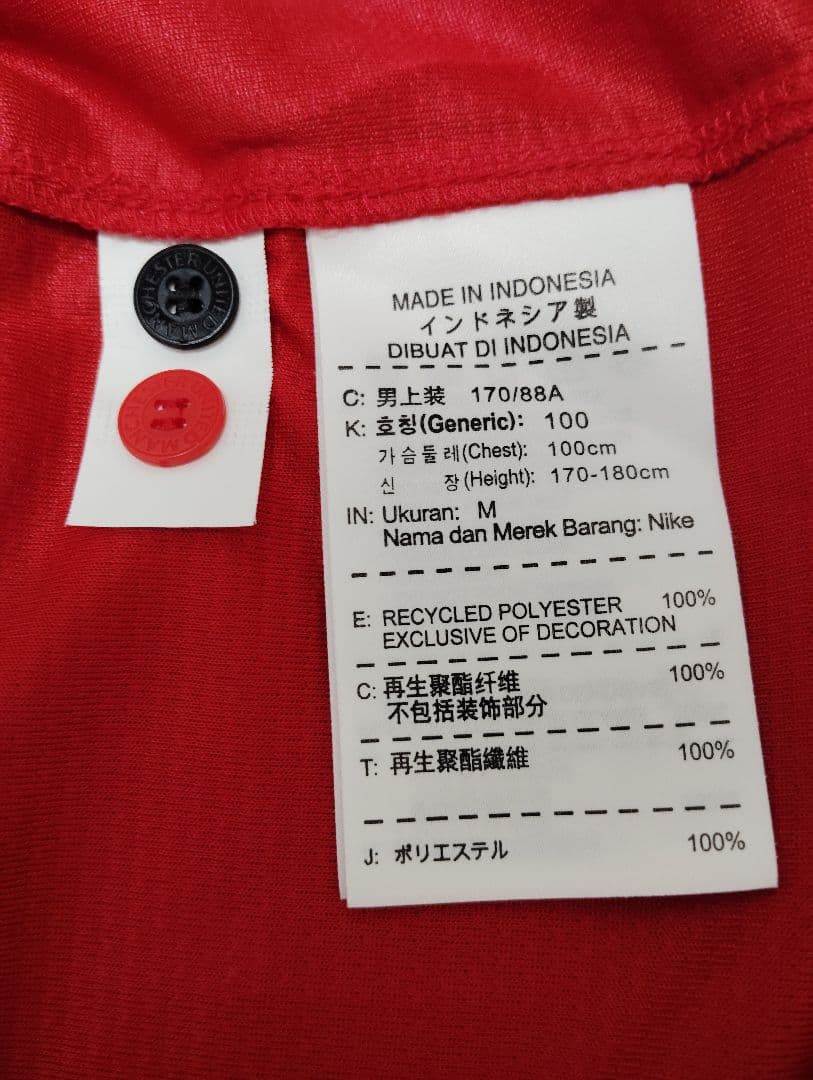 MANCHESTER UNITED
MADE IN INDONESIA
インドネシア製
DIBUAT DI INDONESIA
C: 男上装 170/88A
K: 호칭(Generic): 100
가슴둘레(Chest): 100cm
신 장(Height): 170-180cm
IN: Ukuran: M
Nama dan Merek Barang: Nike
E: RECYCLED POLYESTER 100%
EXCLUSIVE OF DECORATION
C: 再生聚酯纤维 100%
不包括装饰部分
T: 再生聚酯纖維 100%
J: ポリエステル 100%